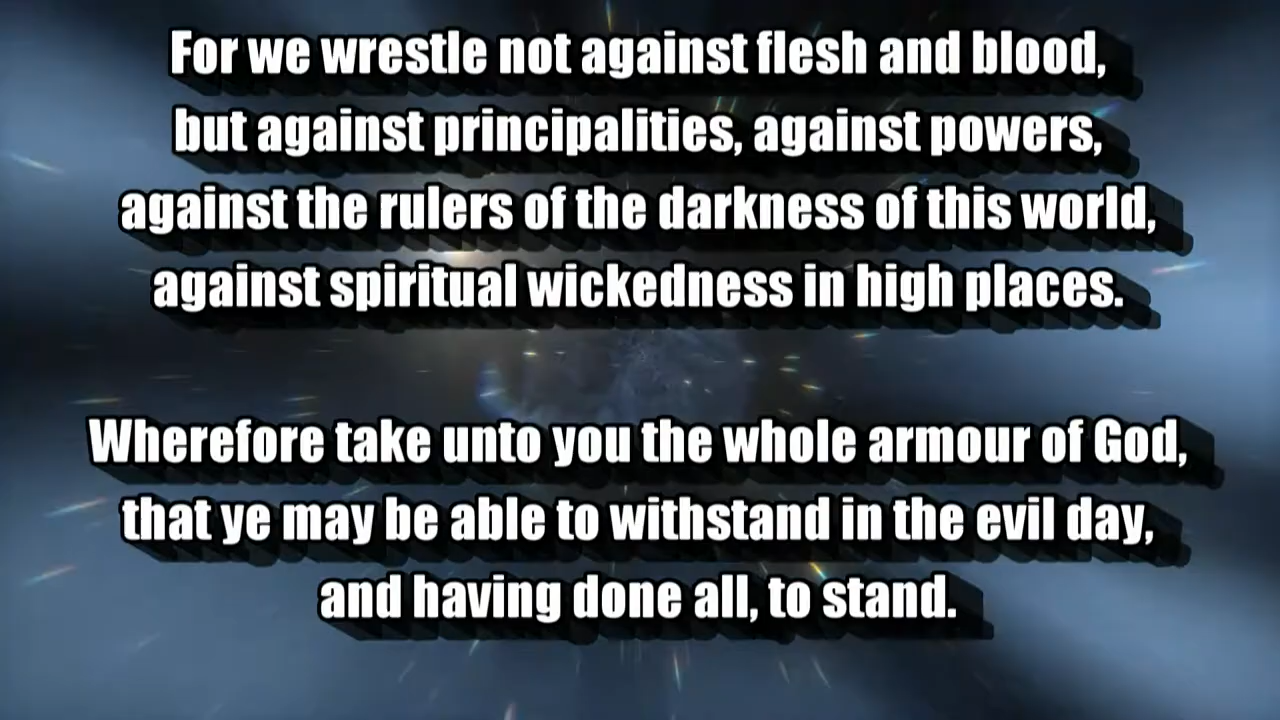 For we wrestle not against flesh and blood,
but against principalities, against powers,
against the rulers of the darkness of this world,
against spiritual wickedness in high places.
Wherefore take unto you the whole armour of God,
that ye may be able to withstand in the evil day,
and having done all, to stand.